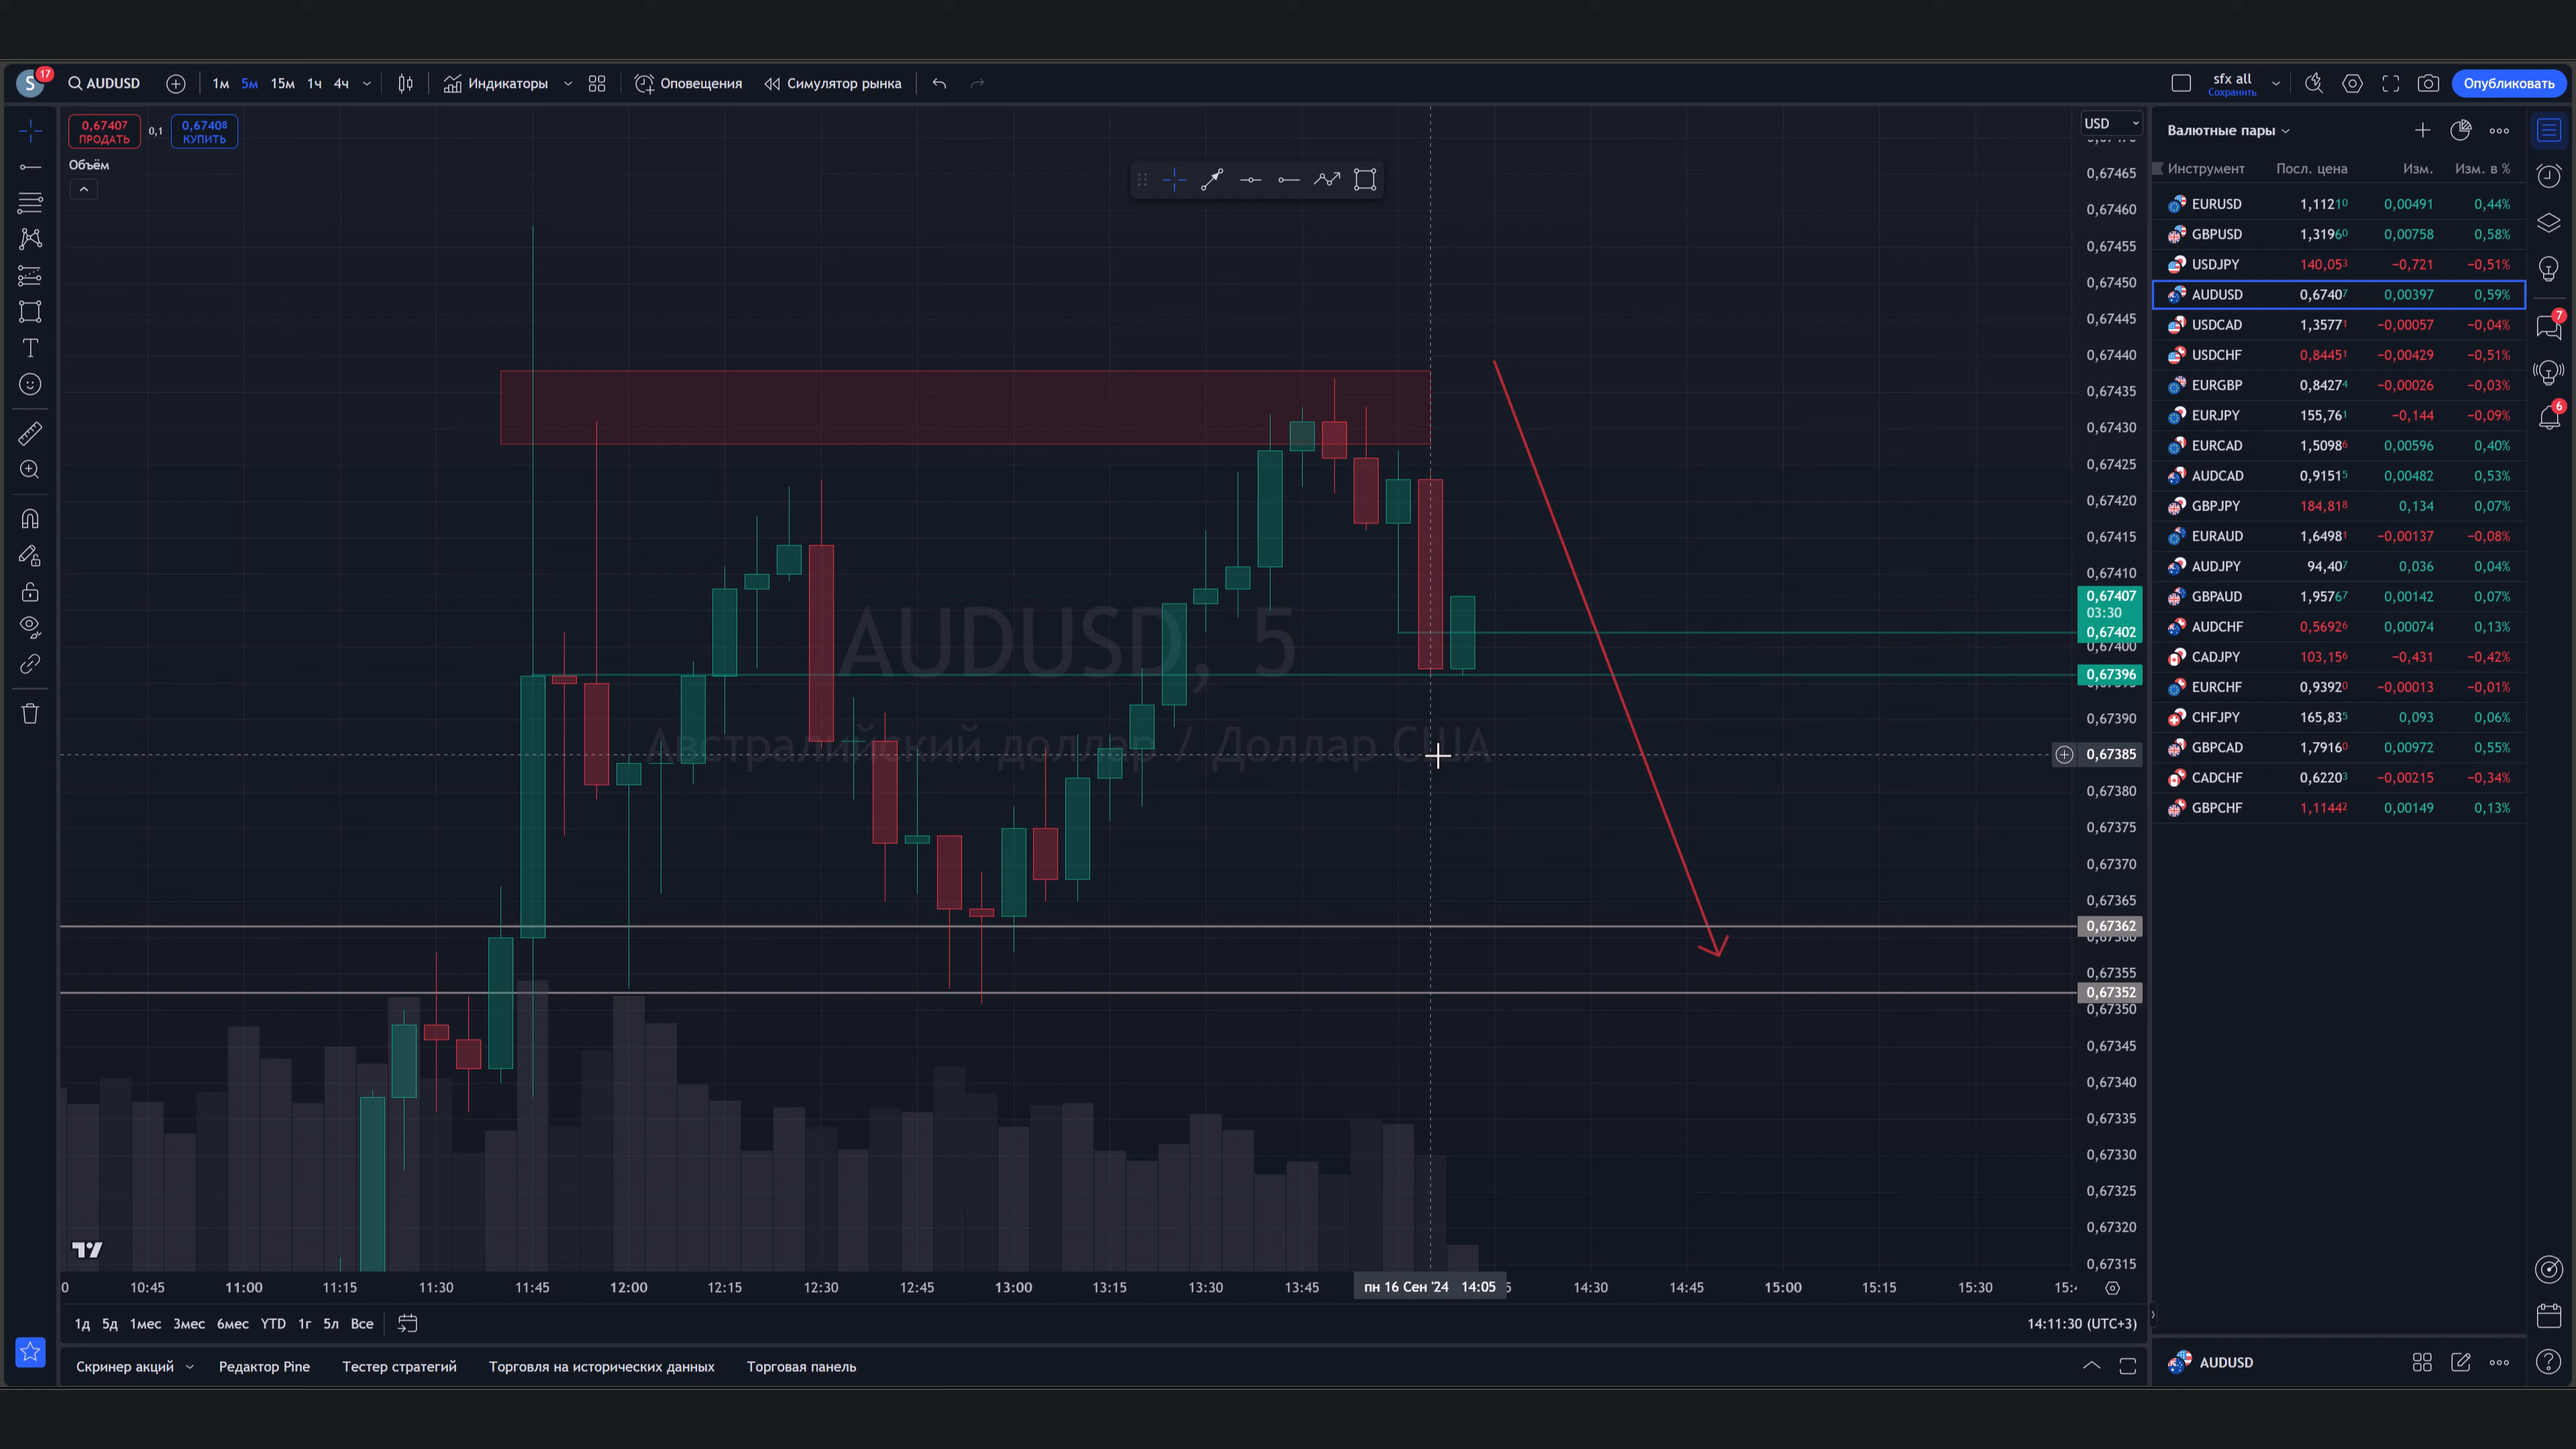 S 17 AUDUSD 1м 5м 15м 1ч 4ч Индикаторы Оповещения Симулятор рынка sfx all Сохранить Опубликовать
0,67407 ПРОДАТЬ 0,1 0,67408 КУПИТЬ
Объём
USD
0,67465
0,67460
0,67455
0,67450
0,67445
0,67440
0,67435
0,67430
0,67425
0,67420
0,67415
0,67410
0,67407
03:30
0,67402
0,67400
0,67396
0,67390
0,67385
0,67380
0,67375
0,67370
0,67365
0,67362
0,67355
0,67352
0,67350
0,67345
0,67340
0,67335
0,67330
0,67325
0,67320
0,67315
AUDUSD, 5
Австралийский доллар / Доллар США
0 10:45 11:00 11:15 11:30 11:45 12:00 12:15 12:30 12:45 13:00 13:15 13:30 13:45 пн 16 Сен '24 14:05 5 14:30 14:45 15:00 15:15 15:30 15:4
1д 5д 1мес 3мес 6мес YTD 1г 5л Все 14:11:30 (UTC+3)
Скринер акций Редактор Pine Тестер стратегий Торговля на исторических данных Торговая панель
Валютные пары
Инструмент Посл. цена Изм. Изм. в %
EURUSD 1,11210 0,00491 0,44%
GBPUSD 1,31960 0,00758 0,58%
USDJPY 140,053 −0,721 −0,51%
AUDUSD 0,67407 0,00397 0,59%
USDCAD 1,35771 −0,00057 −0,04%
USDCHF 0,84451 −0,00429 −0,51%
EURGBP 0,84274 −0,00026 −0,03%
EURJPY 155,761 −0,144 −0,09%
EURCAD 1,50986 0,00596 0,40%
AUDCAD 0,91515 0,00482 0,53%
GBPJPY 184,818 0,134 0,07%
EURAUD 1,64981 −0,00137 −0,08%
AUDJPY 94,407 0,036 0,04%
GBPAUD 1,95767 0,00142 0,07%
AUDCHF 0,56926 0,00074 0,13%
CADJPY 103,156 −0,431 −0,42%
EURCHF 0,93920 −0,00013 −0,01%
CHFJPY 165,835 0,093 0,06%
GBPCAD 1,79160 0,00972 0,55%
CADCHF 0,62203 −0,00215 −0,34%
GBPCHF 1,11442 0,00149 0,13%
AUDUSD
7
6